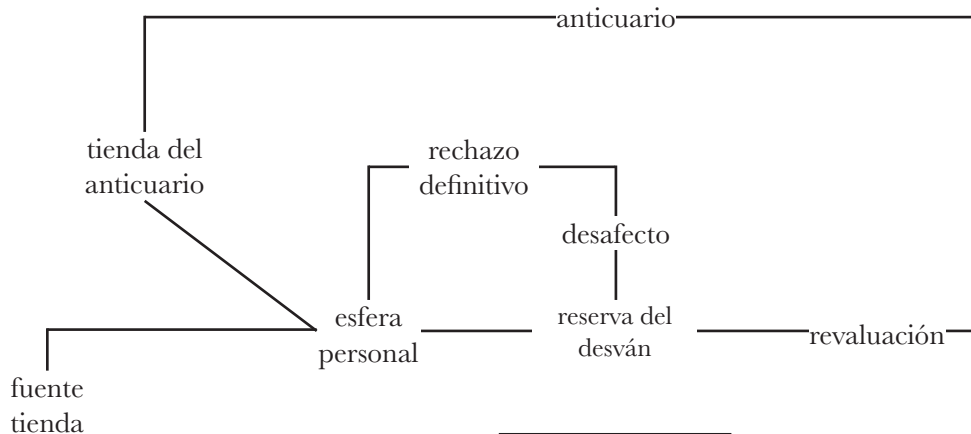 anticuario
tienda del
anticuario
rechazo
definitivo
desafecto
esfera
personal
reserva del
desván
revaluación
fuente
tienda